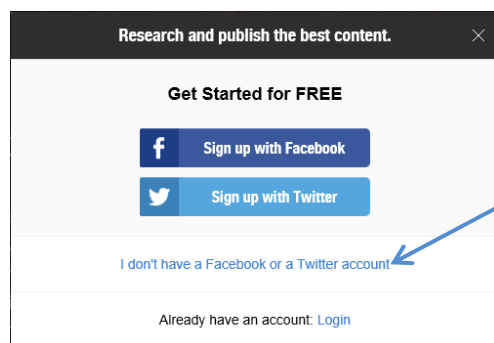 Research and publish the best content.
Get Started for FREE
Sign up with Facebook
Sign up with Twitter
I don't have a Facebook or a Twitter account
Already have an account: Login